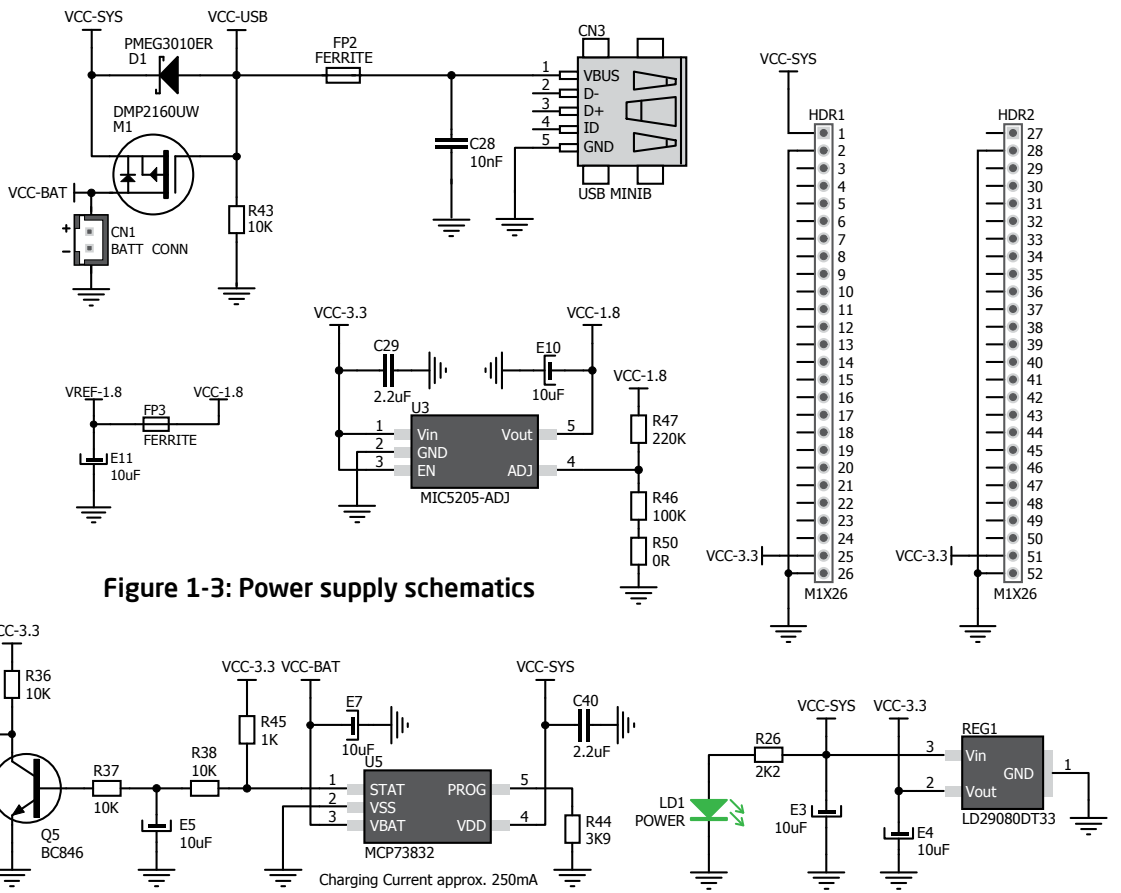 VCC-SYS
VCC-USB
PMEG3010ER
D1
FP2
FERRITE
DMP2160UW
M1
VCC-BAT
+
-
CN1
BATT CONN
R43
10K
C28
10nF
CN3
1 VBUS
2 D-
3 D+
4 ID
5 GND
USB MINIB
VCC-SYS
HDR1
1
2
3
4
5
6
7
8
9
10
11
12
13
14
15
16
17
18
19
20
21
22
23
24
VCC-3.3 25
26
M1X26
HDR2
27
28
29
30
31
32
33
34
35
36
37
38
39
40
41
42
43
44
45
46
47
48
49
50
VCC-3.3 51
52
M1X26
VREF-1.8
VCC-1.8
FP3
FERRITE
E11
10uF
VCC-3.3
C29
2.2uF
VCC-1.8
E10
10uF
U3
1 Vin
2 GND
3 EN
Vout 5
ADJ 4
MIC5205-ADJ
VCC-1.8
R47
220K
R46
100K
R50
0R
Figure 1-3: Power supply schematics
CC-3.3
R36
10K
R37
10K
Q5
BC846
E5
10uF
R38
10K
VCC-3.3
R45
1K
VCC-BAT
E7
10uF
U5
1 STAT
2 VSS
3 VBAT
PROG 5
VDD 4
MCP73832
VCC-SYS
C40
2.2uF
R44
3K9
Charging Current approx. 250mA
LD1
POWER
R26
2K2
VCC-SYS
VCC-3.3
E3
10uF
E4
10uF
REG1
3 Vin
2 Vout
GND 1
LD29080DT33